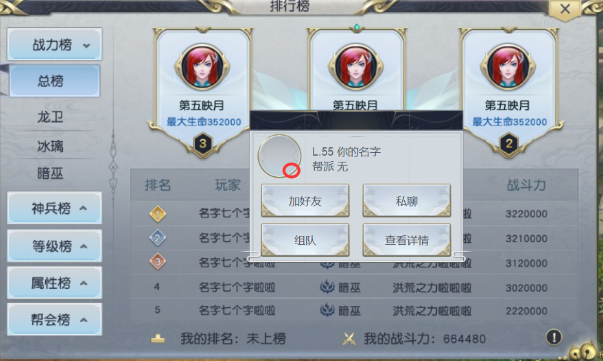 排行榜
战力榜
总榜
龙卫
冰璃
暗巫
神兵榜
等级榜
属性榜
帮会榜
第五映月
最大生命352000
3
第五映月
第五映月
最大生命352000
2
L.55 你的名字
帮派 无
加好友
私聊
组队
查看详情
排名 玩家 战斗力
1 名字七个字 3220000
2 名字七个字 3210000
3 名字七个字啦啦 暗巫 洪荒之力啦啦啦 3120000
4 名字七个字啦啦 暗巫 洪荒之力啦啦啦 3020000
5 名字七个字啦啦 暗巫 洪荒之力啦啦啦 2220000
我的排名：未上榜 我的战斗力：664480